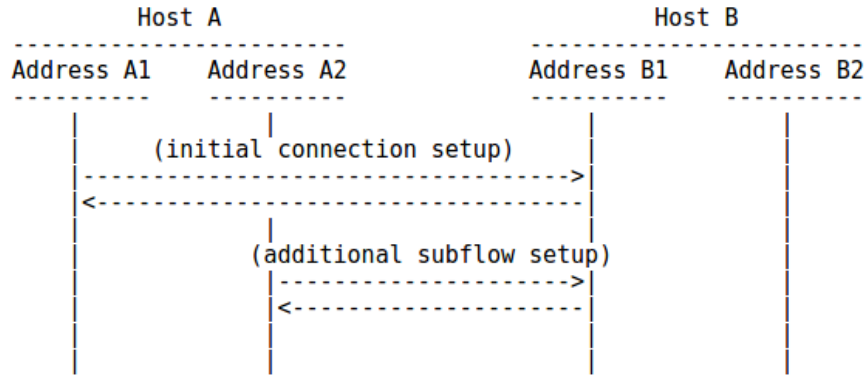 Host A Host B
Address A1 Address A2 Address B1 Address B2
(initial connection setup)
(additional subflow setup)